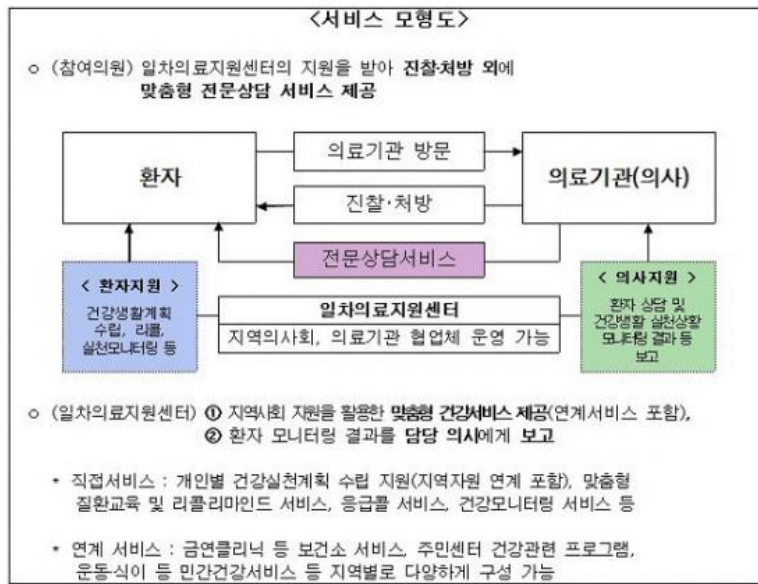 <서비스 모형도>
○ (참여의원) 일차의료지원센터의 지원을 받아 진찰·처방 외에
맞춤형 전문상담 서비스 제공
환자
의료기관 방문
의료기관(의사)
진찰·처방
전문상담서비스
< 환자지원 >
건강생활계획
수립, 리콜,
실천모니터링 등
일차의료지원센터
지역의사회, 의료기관 협업체 운영 가능
< 의사지원 >
환자 상담 및
건강생활 실천상황
모니터링 결과 등
보고
○ (일차의료지원센터) ① 지역사회 지원을 활용한 맞춤형 건강서비스 제공(연계서비스 포함),
② 환자 모니터링 결과를 담당 의사에게 보고
* 직접서비스 : 개인별 건강실천계획 수립 지원(지역자원 연계 포함), 맞춤형
질환교육 및 리콜리마인드 서비스, 응급콜 서비스, 건강모니터링 서비스 등
* 연계 서비스 : 금연클리닉 등 보건소 서비스, 주민센터 건강관련 프로그램,
운동식이 등 민간건강서비스 등 지역별로 다양하게 구성 가능